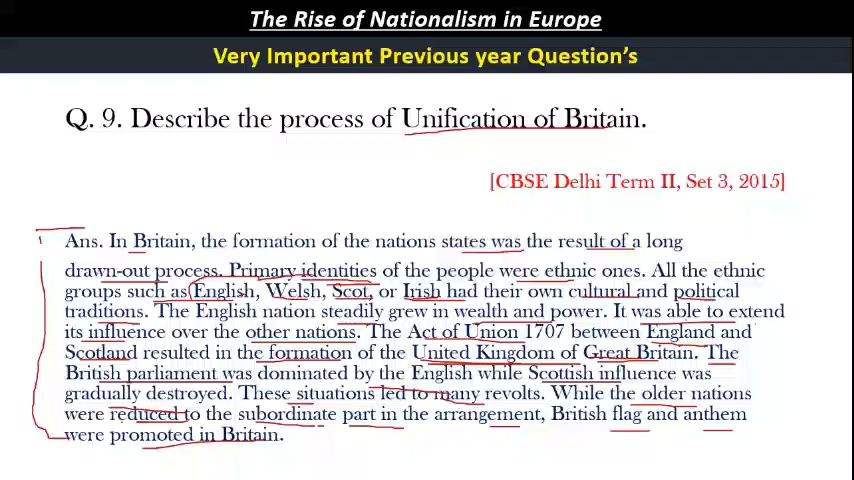 The Rise of Nationalism in Europe
Very Important Previous year Question's
Q. 9. Describe the process of Unification of Britain.
[CBSE Delhi Term II, Set 3, 2015]
Ans. In Britain, the formation of the nations states was the result of a long
drawn-out process. Primary identities of the people were ethnic ones. All the ethnic
groups such as English, Welsh, Scot, or Irish had their own cultural and political
traditions. The English nation steadily grew in wealth and power. It was able to extend
its influence over the other nations. The Act of Union 1707 between England and
Scotland resulted in the formation of the United Kingdom of Great Britain. The
British parliament was dominated by the English while Scottish influence was
gradually destroyed. These situations led to many revolts. While the older nations
were reduced to the subordinate part in the arrangement, British flag and anthem
were promoted in Britain.